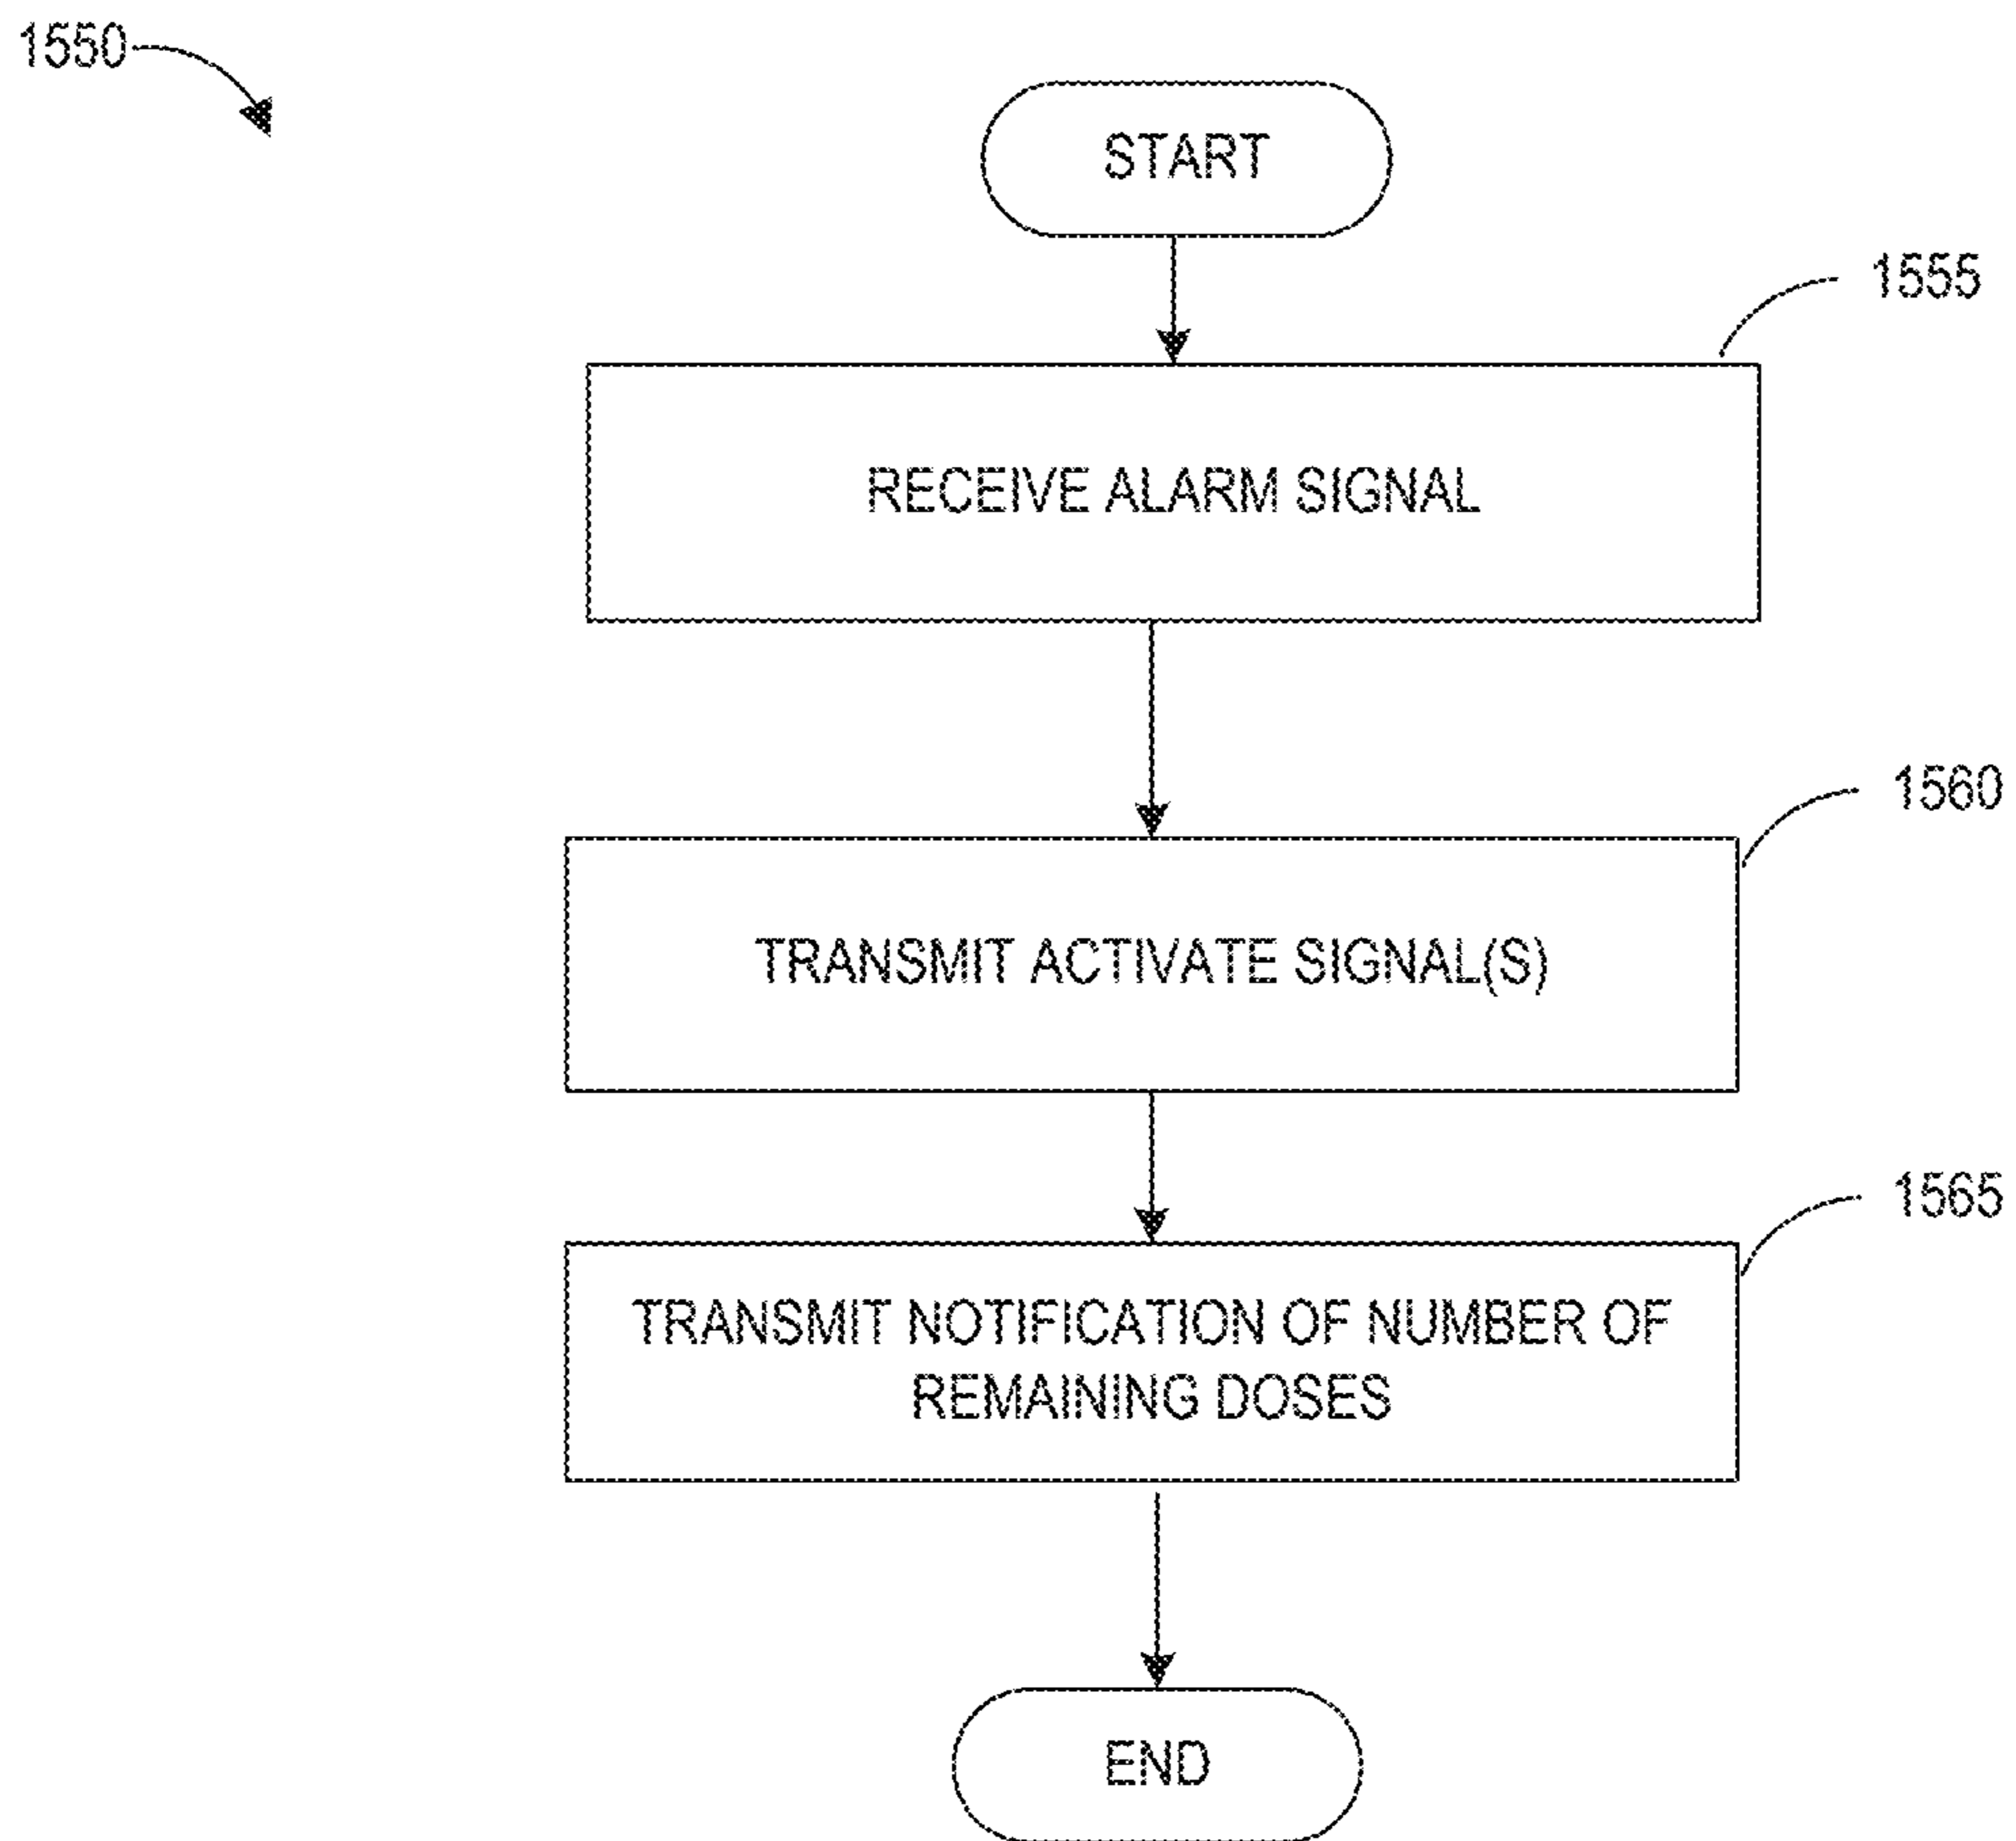 1550
START
1555
RECEIVE ALARM SIGNAL
1560
TRANSMIT ACTIVATE SIGNAL(S)
1565
TRANSMIT NOTIFICATION OF NUMBER OF
REMAINING DOSES
END